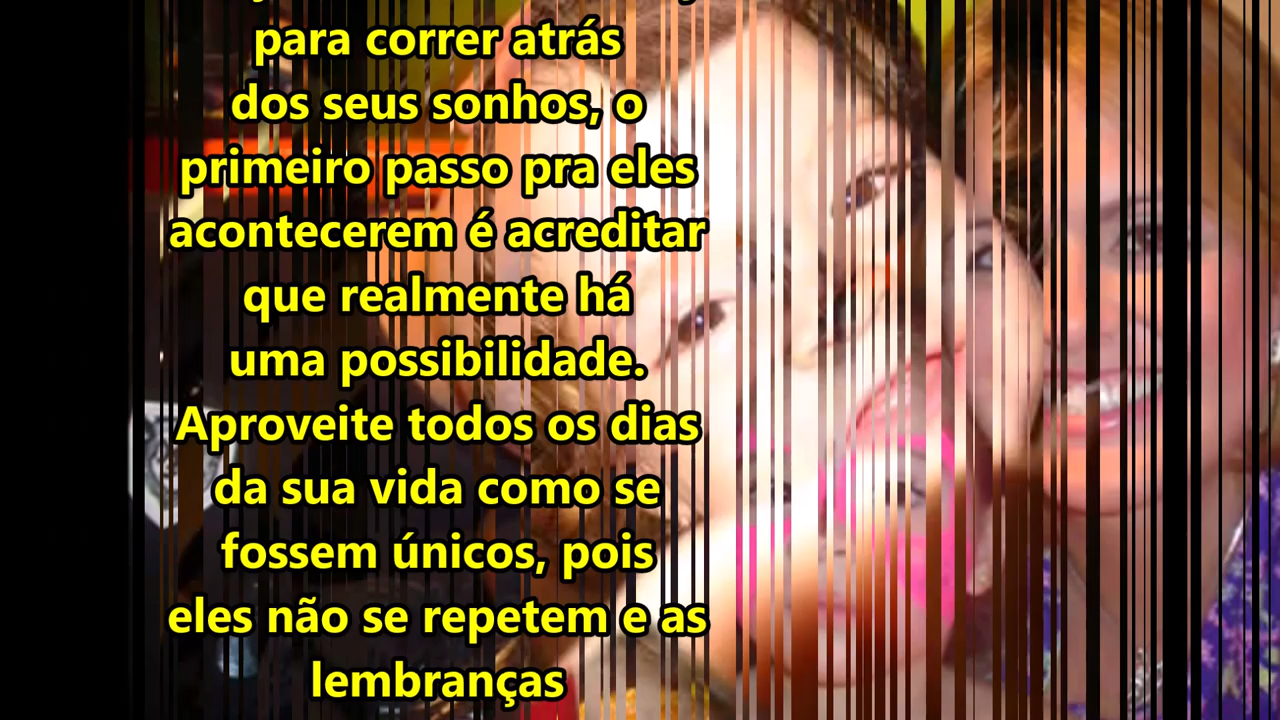 para correr atrás
dos seus sonhos, o
primeiro passo pra eles
acontecerem é acreditar
que realmente há
uma possibilidade.
Aproveite todos os dias
da sua vida como se
fossem únicos, pois
eles não se repetem e as
lembranças